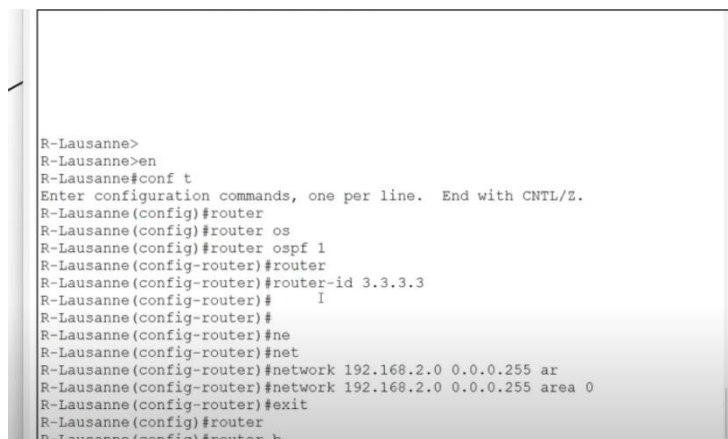 R-Lausanne>
R-Lausanne>en
R-Lausanne#conf t
Enter configuration commands, one per line.  End with CNTL/Z.
R-Lausanne(config)#router
R-Lausanne(config)#router os
R-Lausanne(config)#router ospf 1
R-Lausanne(config-router)#router
R-Lausanne(config-router)#router-id 3.3.3.3
R-Lausanne(config-router)#
R-Lausanne(config-router)#
R-Lausanne(config-router)#ne
R-Lausanne(config-router)#net
R-Lausanne(config-router)#network 192.168.2.0 0.0.0.255 ar
R-Lausanne(config-router)#network 192.168.2.0 0.0.0.255 area 0
R-Lausanne(config-router)#exit
R-Lausanne(config)#router
R-Lausanne(config)#router b